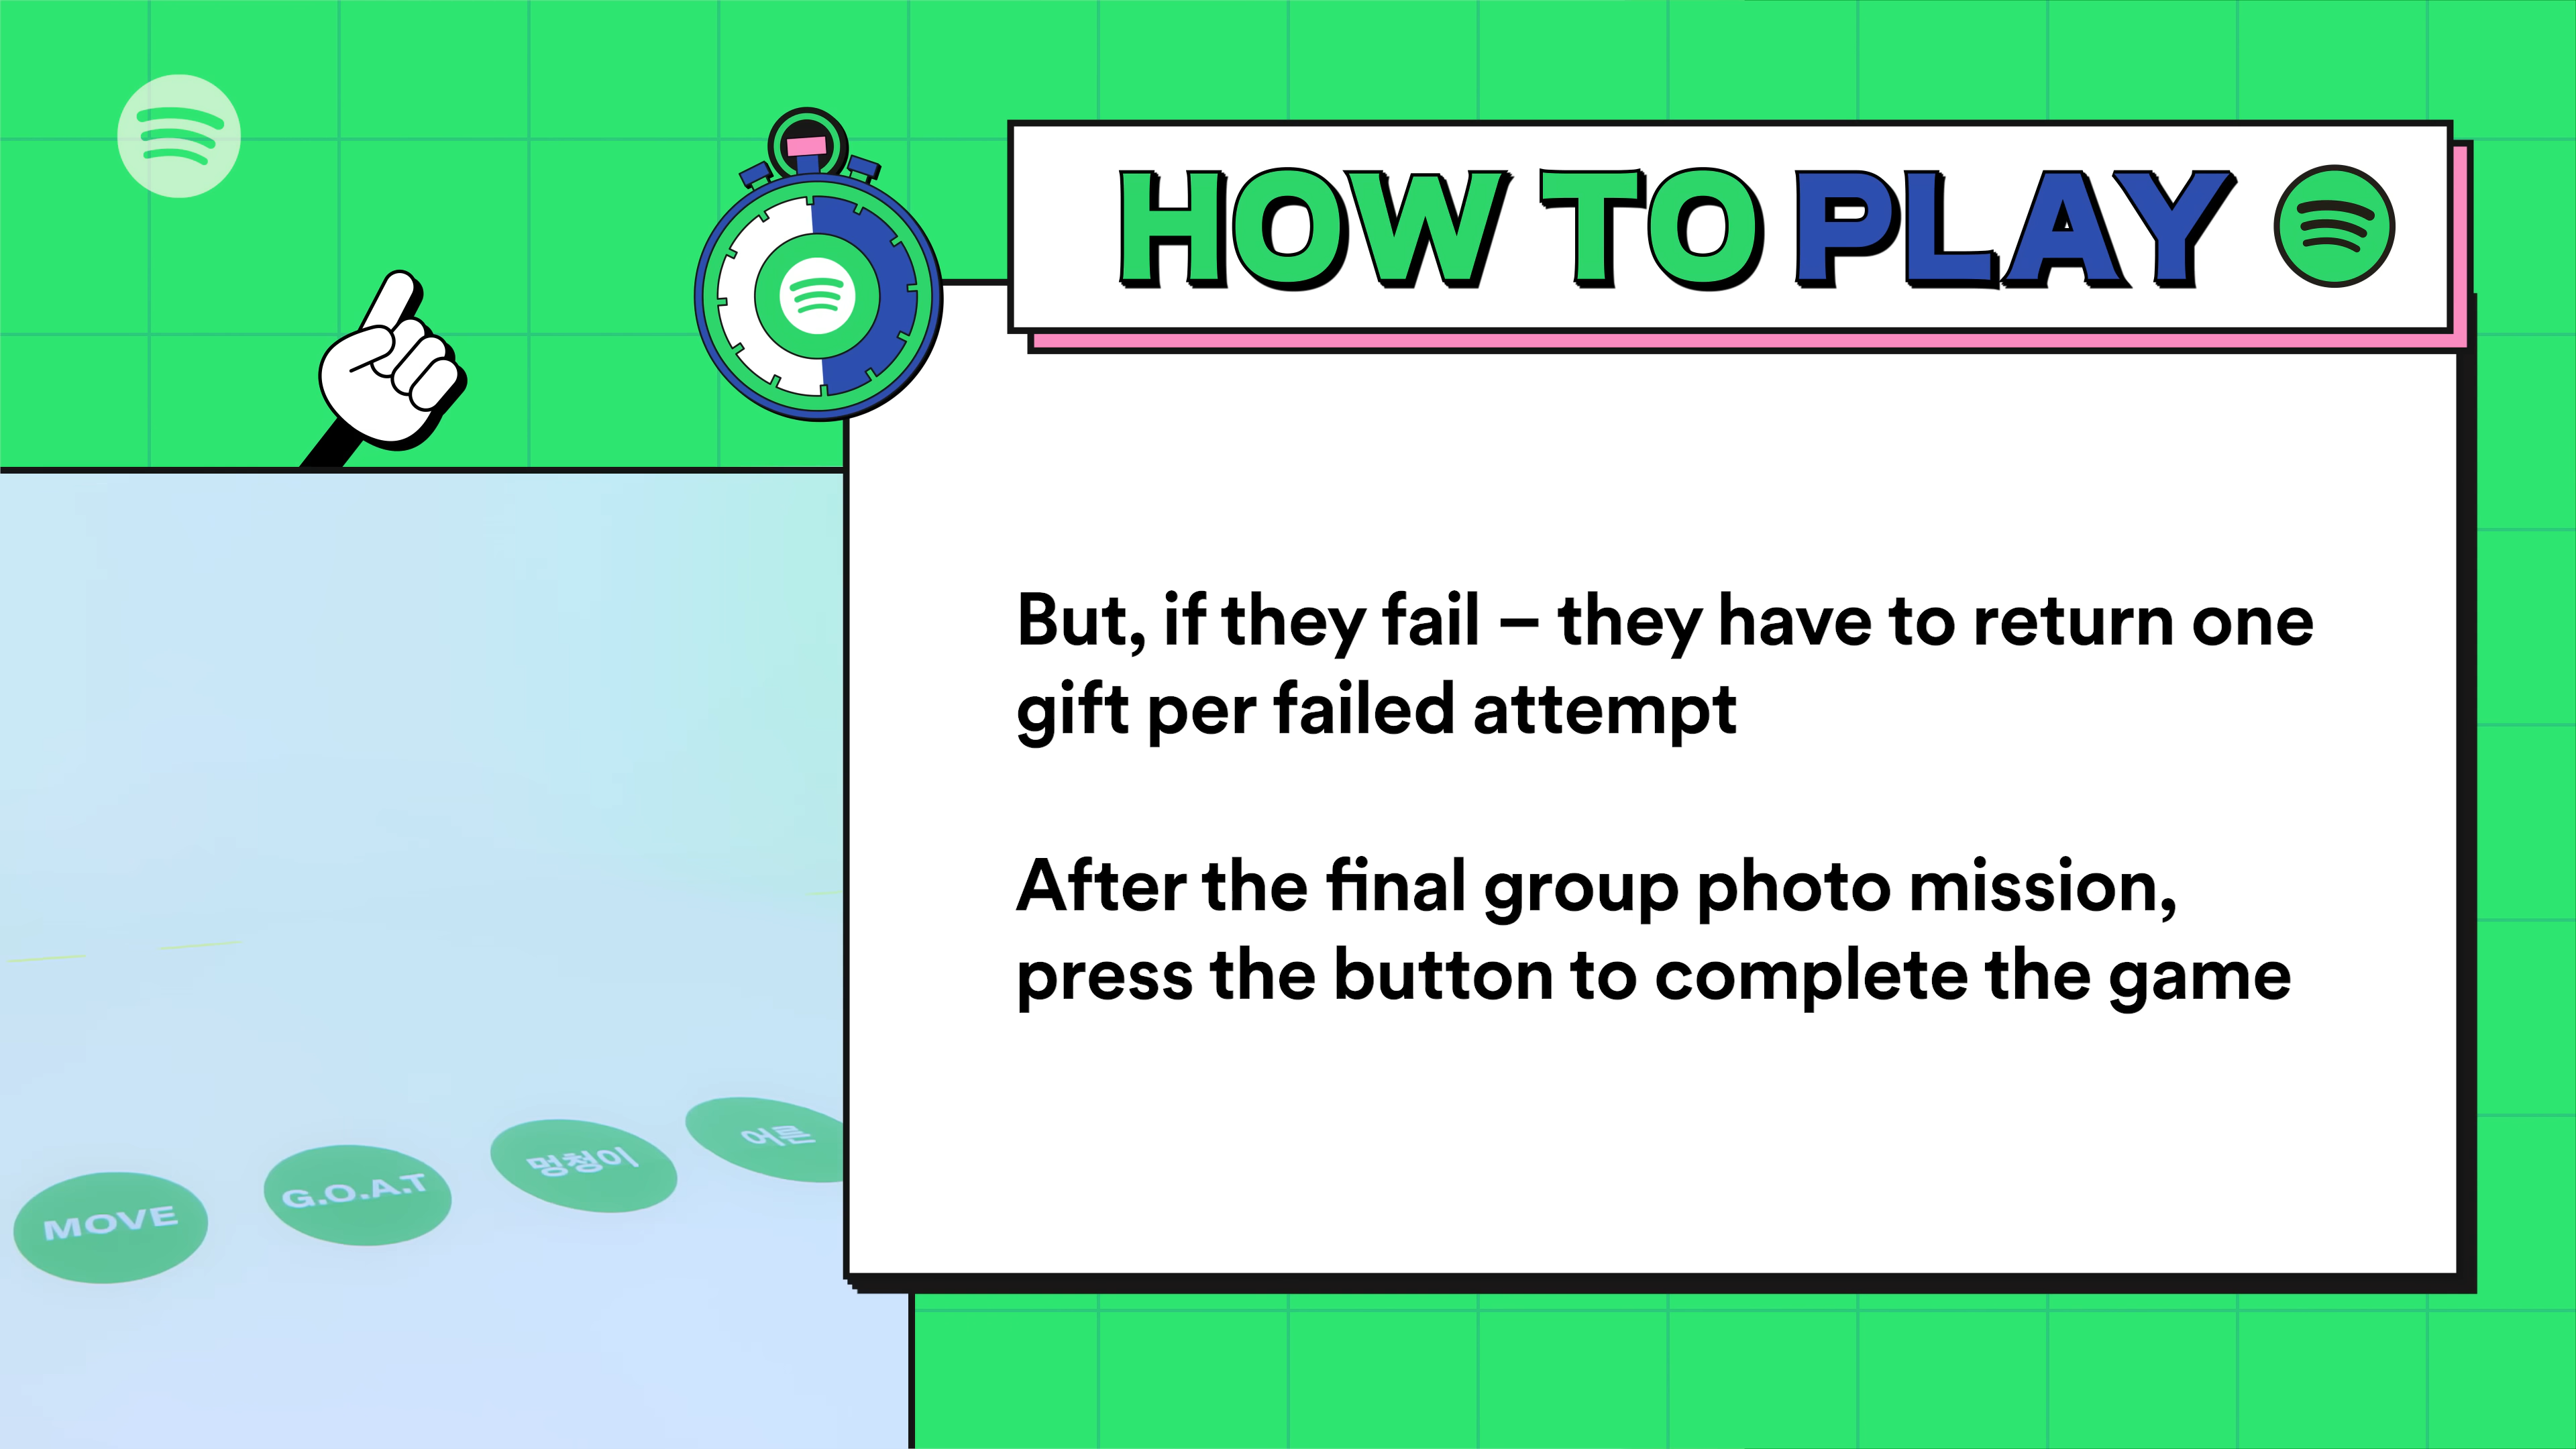 HOW TO PLAY
But, if they fail – they have to return one
gift per failed attempt
After the final group photo mission,
press the button to complete the game
MOVE
G.O.A.T
멍청이
어른